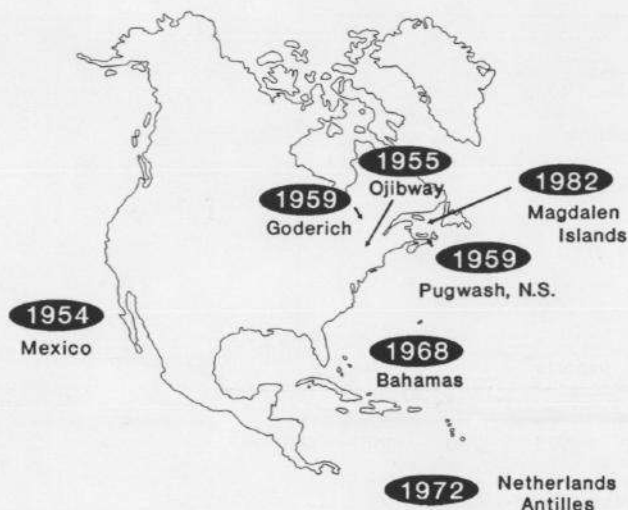 1955
Ojibway
1959
Goderich
1982
Magdalen
Islands
1959
Pugwash, N.S.
1954
Mexico
1968
Bahamas
1972
Netherlands
Antilles